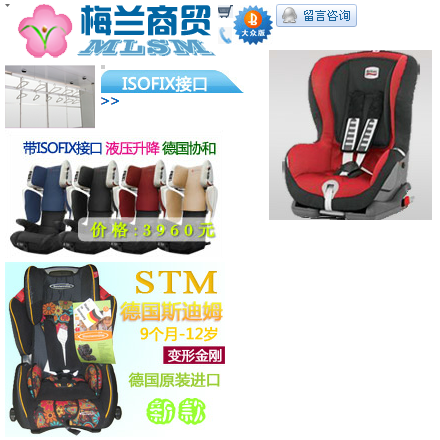 梅兰商贸
MLSM
B
大众版
留言咨询
ISOFIX接口
>>
带ISOFIX接口 液压升降 德国协和
价格:3960元
STM
德国斯迪姆
9个月-12岁
变形金刚
德国原装进口
新款